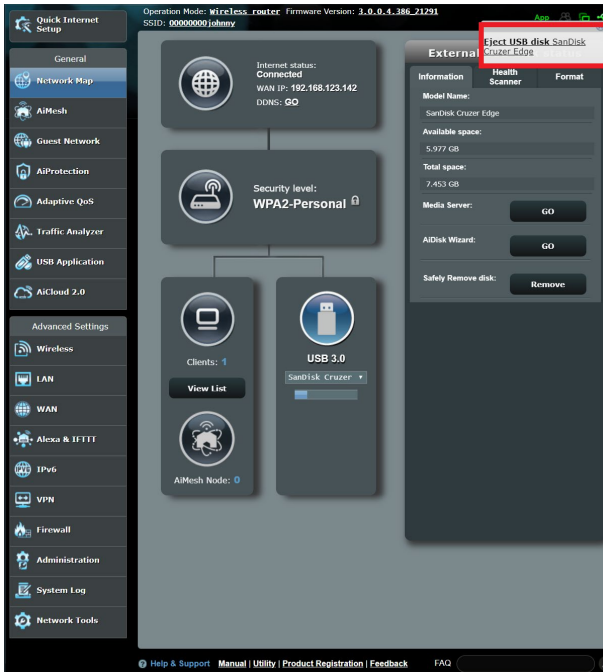 Quick Internet
Setup
Operation Mode: Wireless router Firmware Version: 3.0.0.4.386_21291
SSID: 00000000johnny
App
Eject USB disk SanDisk
Cruzer Edge
General
Network Map
AiMesh
Guest Network
AiProtection
Adaptive QoS
Traffic Analyzer
USB Application
AiCloud 2.0
Advanced Settings
Wireless
LAN
WAN
Alexa & IFTTT
IPv6
VPN
Firewall
Administration
System Log
Network Tools
Internet status:
Connected
WAN IP: 192.168.123.142
DDNS: GO
Security level:
WPA2-Personal
Clients: 1
View List
AiMesh Node: 0
USB 3.0
SanDisk Cruzer
External
Information
Health
Scanner
Format
Model Name:
SanDisk Cruzer Edge
Available space:
5.977 GB
Total space:
7.453 GB
Media Server:
GO
AiDisk Wizard:
GO
Safely Remove disk:
Remove
Help & Support Manual | Utility | Product Registration | Feedback FAQ